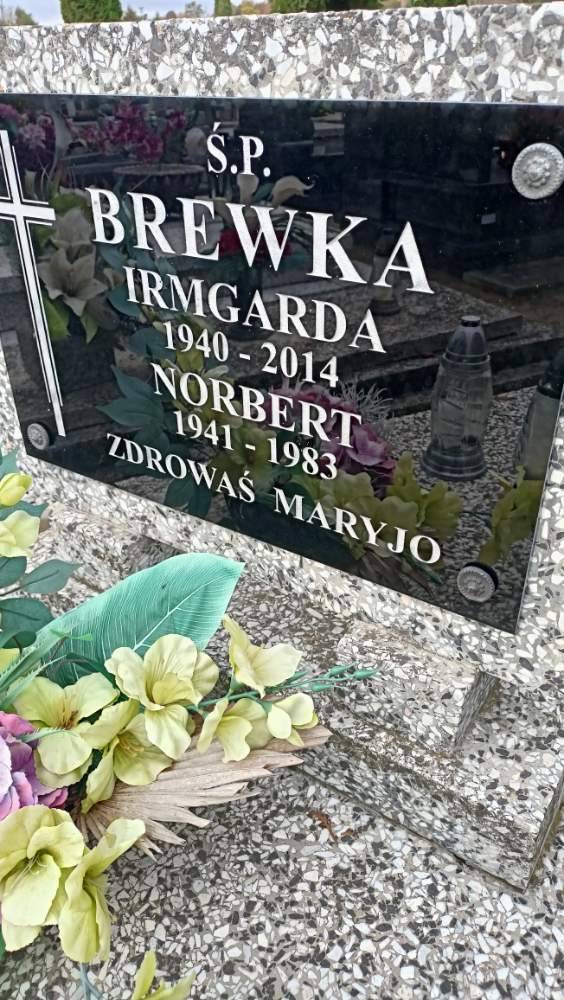 Ś.P.
BREWKA
IRMGARDA
1940 - 2014
NORBERT
1941 - 1983
ZDROWAŚ MARYJO